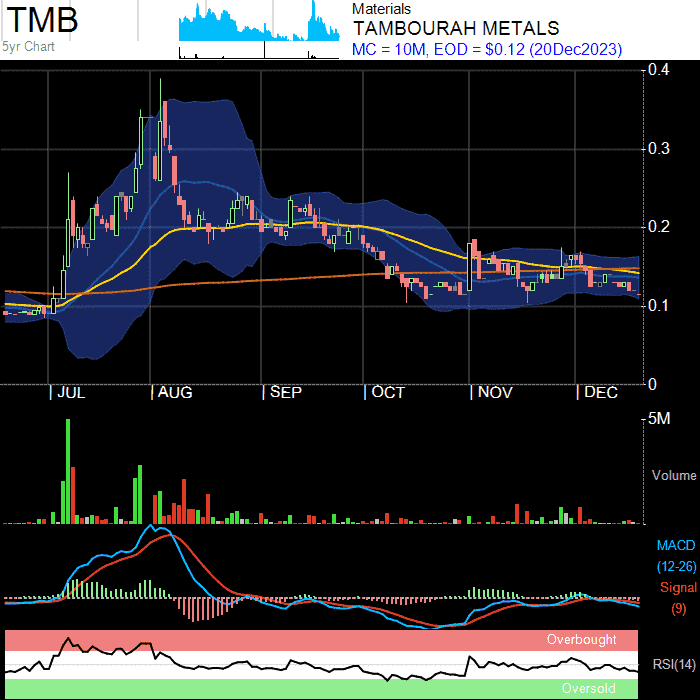 TMB
5yr Chart
Materials
TAMBOURAH METALS
MC = 10M, EOD = $0.12 (20Dec2023)
0.4
0.3
0.2
0.1
0
JUL
AUG
SEP
OCT
NOV
DEC
5M
Volume
MACD
(12-26)
Signal
(9)
Overbought
RSI(14)
Oversold